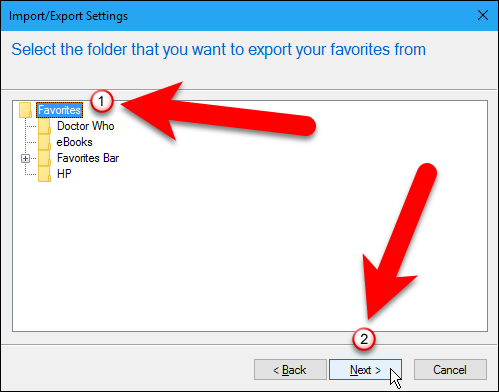 Import/Export Settings
Select the folder that you want to export your favorites from
Favorites
1
Doctor Who
eBooks
Favorites Bar
HP
2
< Back
Next >
Cancel